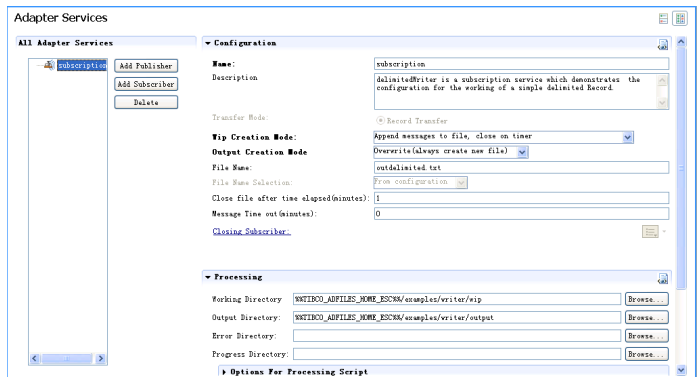 Adapter Services
All Adapter Services
subscription
Add Publisher
Add Subscriber
Delete
Configuration
Name:
subscription
Description
delimitedWriter is a subscription service which demonstrates the
configuration for the working of a simple delimited Record.
Transfer Mode:
Record Transfer
Wip Creation Mode:
Append messages to file, close on timer
Output Creation Mode
Overwrite(always create new file)
File Name:
outdelimited.txt
File Name Selection:
From configuration
Close file after time elapsed(minutes):
1
Message Time out(minutes):
0
Closing Subscriber:
Processing
Working Directory
%%TIBCO_ADFILES_HOME_ESC%%/examples/writer/wip
Browse...
Output Directory:
%%TIBCO_ADFILES_HOME_ESC%%/examples/writer/output
Browse...
Error Directory:
Browse...
Progress Directory:
Browse...
Options For Processing Script